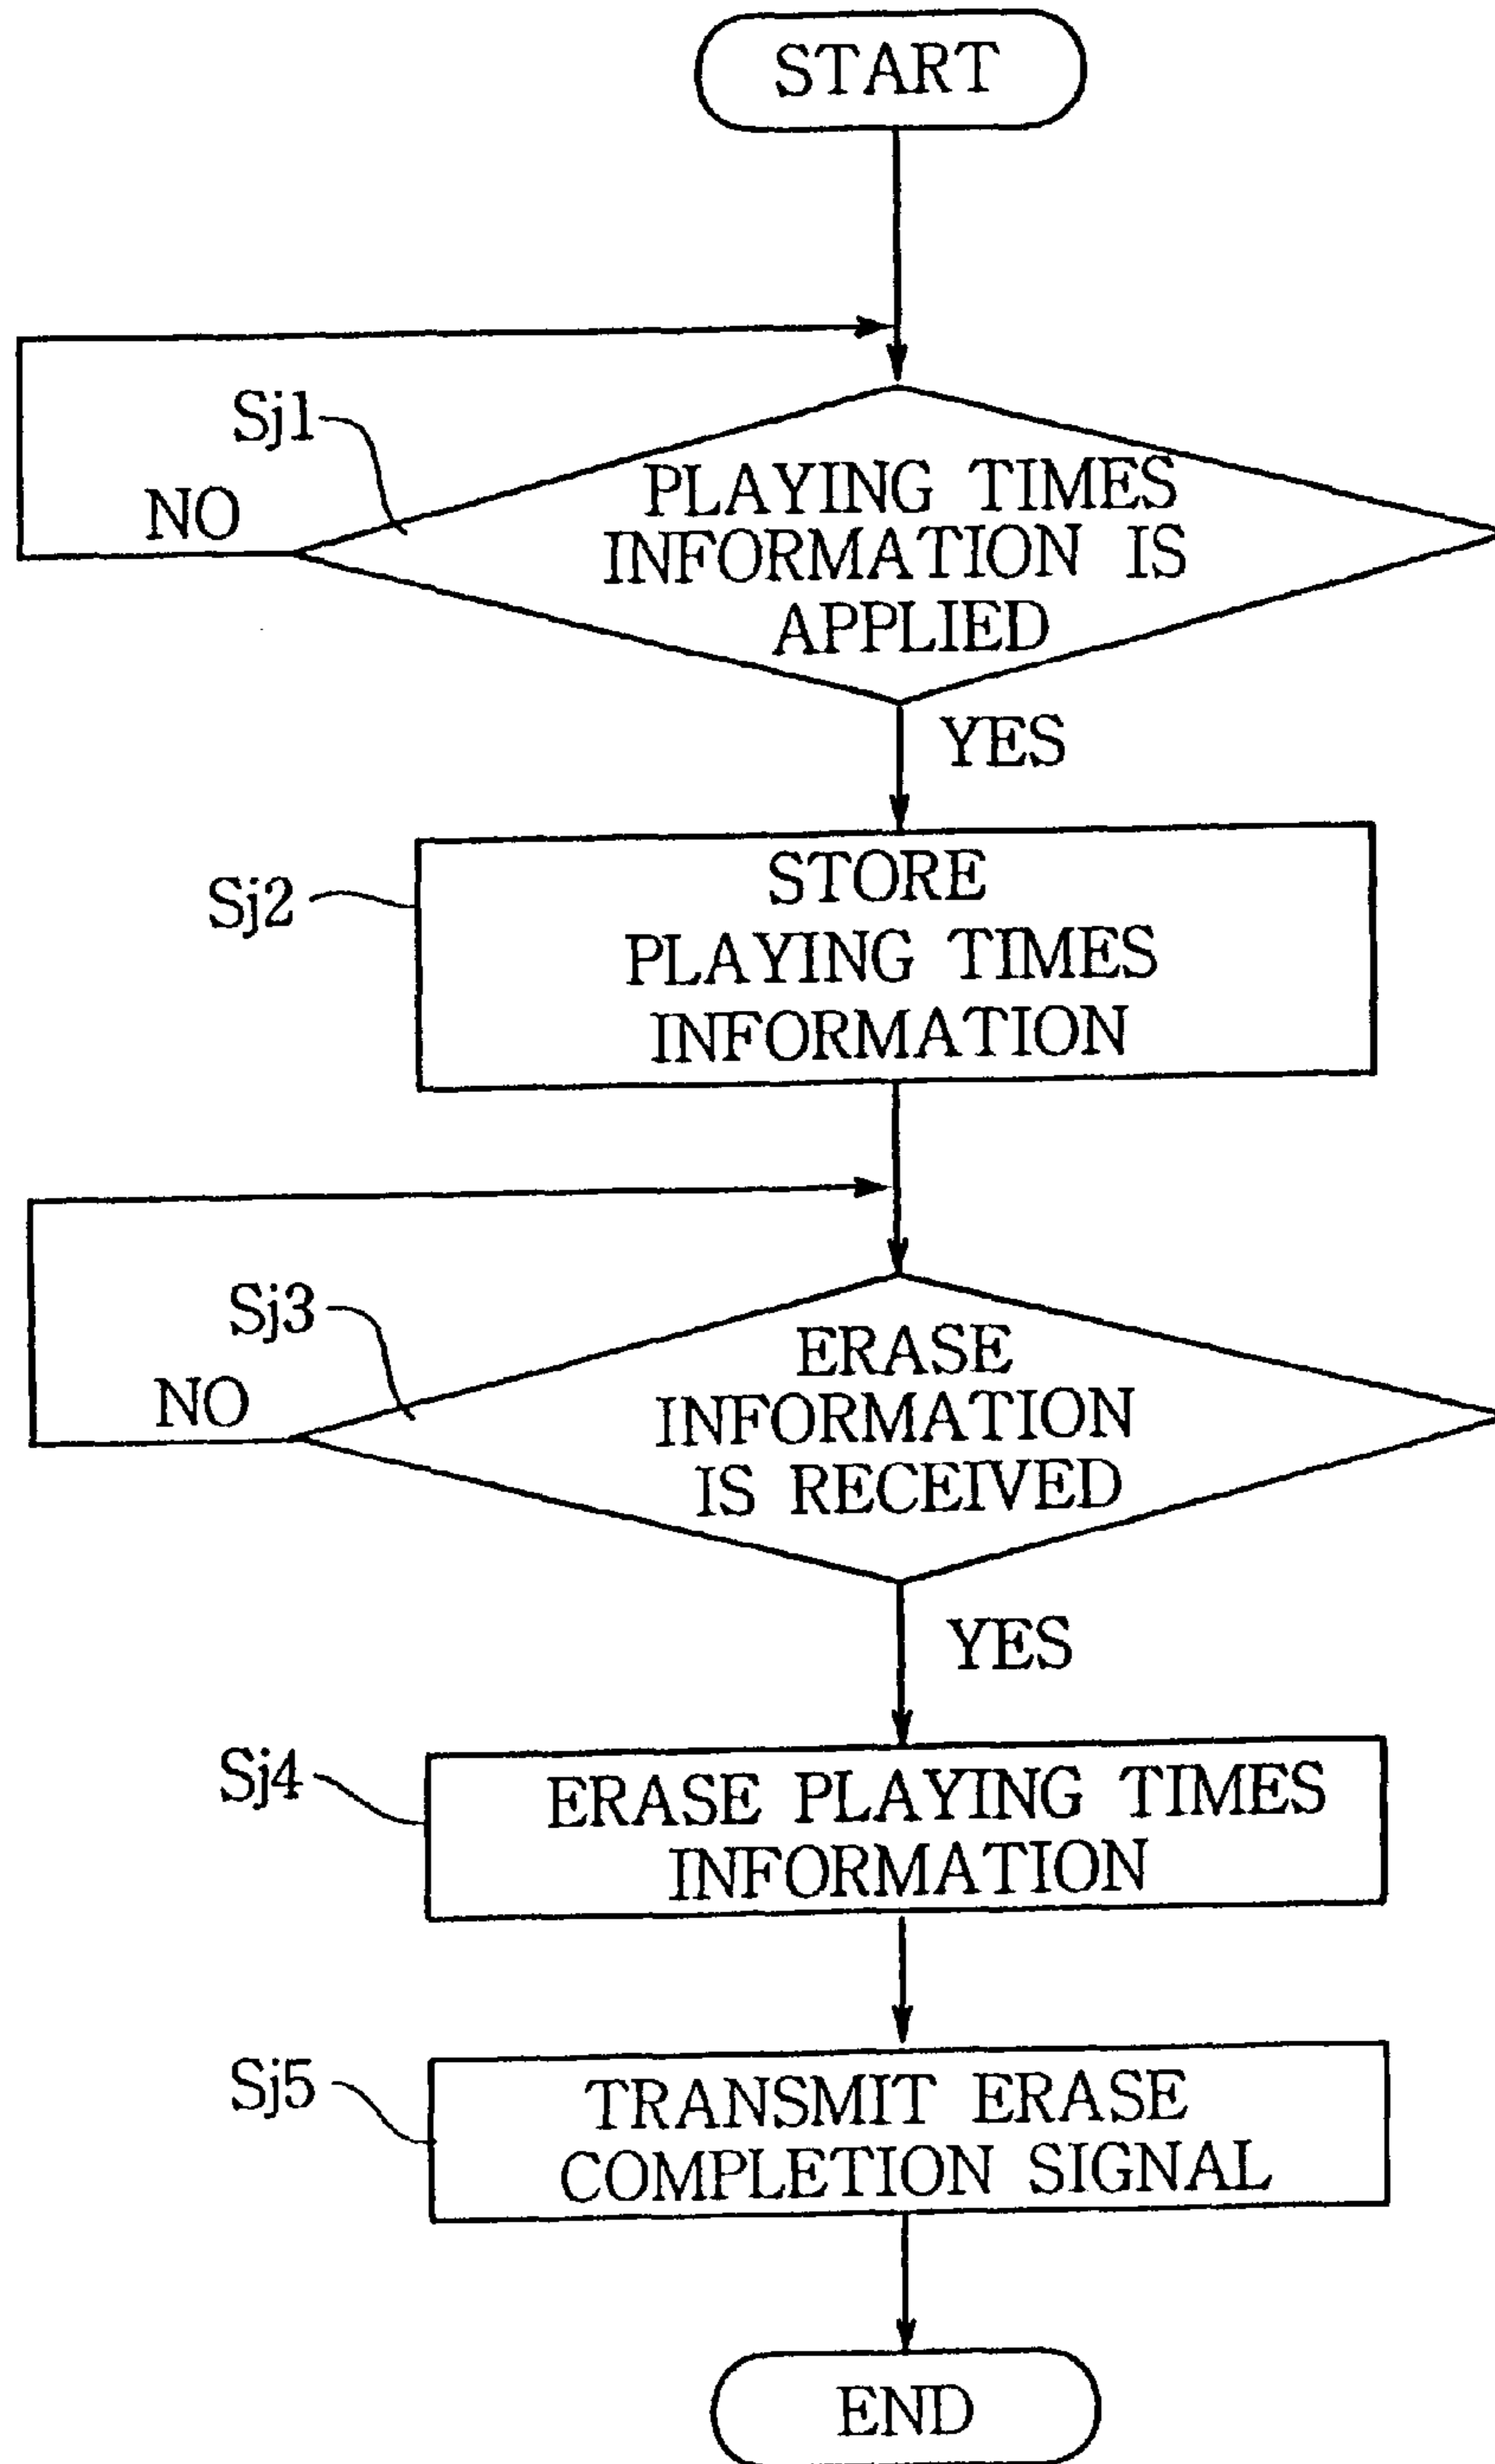 START
Sj1
NO
PLAYING TIMES
INFORMATION IS
APPLIED
YES
Sj2
STORE
PLAYING TIMES
INFORMATION
Sj3
NO
ERASE
INFORMATION
IS RECEIVED
YES
Sj4
ERASE PLAYING TIMES
INFORMATION
Sj5
TRANSMIT ERASE
COMPLETION SIGNAL
END